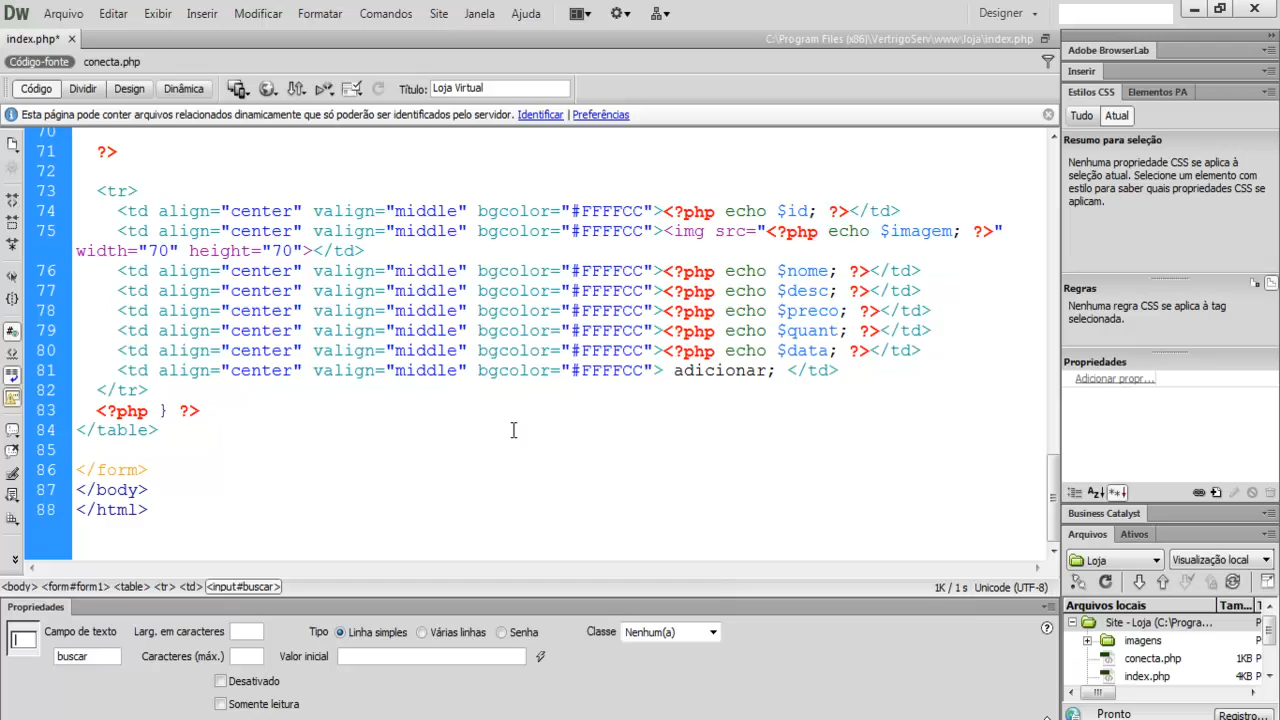 Dw Arquivo Editar Exibir Inserir Modificar Formatar Comandos Site Janela Ajuda Designer
index.php* C:\Program Files (x86)\VertrigoServ\www\loja\index.php
Código-fonte conecta.php
Código Dividir Design Dinâmica Título: Loja Virtual
Esta página pode conter arquivos relacionados dinamicamente que só poderão ser identificados pelo servidor. Identificar | Preferências
70
71 ?>
72
73 <tr>
74 <td align="center" valign="middle" bgcolor="#FFFFCC"><?php echo $id; ?></td>
75 <td align="center" valign="middle" bgcolor="#FFFFCC"><img src="<?php echo $imagem; ?>"
width="70" height="70"></td>
76 <td align="center" valign="middle" bgcolor="#FFFFCC"><?php echo $nome; ?></td>
77 <td align="center" valign="middle" bgcolor="#FFFFCC"><?php echo $desc; ?></td>
78 <td align="center" valign="middle" bgcolor="#FFFFCC"><?php echo $preco; ?></td>
79 <td align="center" valign="middle" bgcolor="#FFFFCC"><?php echo $quant; ?></td>
80 <td align="center" valign="middle" bgcolor="#FFFFCC"><?php echo $data; ?></td>
81 <td align="center" valign="middle" bgcolor="#FFFFCC"> adicionar; </td>
82 </tr>
83 <?php } ?>
84 </table>
85
86 </form>
87 </body>
88 </html>
<body> <form#form1> <table> <tr> <td> <input#buscar> 1K / 1 s Unicode (UTF-8)
Propriedades
Campo de texto Larg. em caracteres Tipo Linha simples Várias linhas Senha Classe Nenhum(a)
buscar Caracteres (máx.) Valor inicial
Desativado
Somente leitura
Adobe BrowserLab
Inserir
Estilos CSS Elementos PA
Tudo Atual
Resumo para seleção
Nenhuma propriedade CSS se aplica à
seleção atual. Selecione um elemento com
estilo para saber quais propriedades CSS se
aplicam.
Regras
Nenhuma regra CSS se aplica à tag
selecionada.
Propriedades
Adicionar propr...
Business Catalyst
Arquivos Ativos
Loja Visualização local
Arquivos locais Tam... T
Site - Loja (C:\Progra... P
imagens P
conecta.php 1KB P
index.php 4KB P
Pronto Registro...